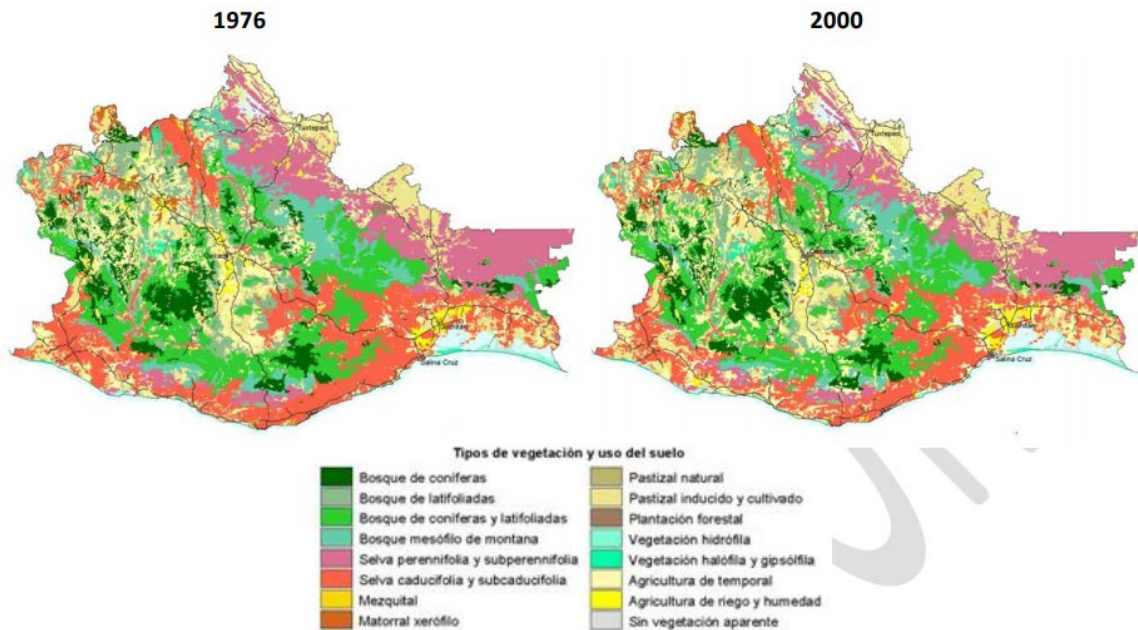 1976
2000
Tuxtepec
Salina Cruz
Tuxtepec
Salina Cruz
Tipos de vegetación y uso del suelo
Bosque de coníferas
Bosque de latifoliadas
Bosque de coníferas y latifoliadas
Bosque mesófilo de montana
Selva perennifolia y subperennifolia
Selva caducifolia y subcaducifolia
Mezquital
Matorral xerófilo
Pastizal natural
Pastizal inducido y cultivado
Plantación forestal
Vegetación hidrófila
Vegetación halófila y gipsólfila
Agricultura de temporal
Agricultura de riego y humedad
Sin vegetación aparente